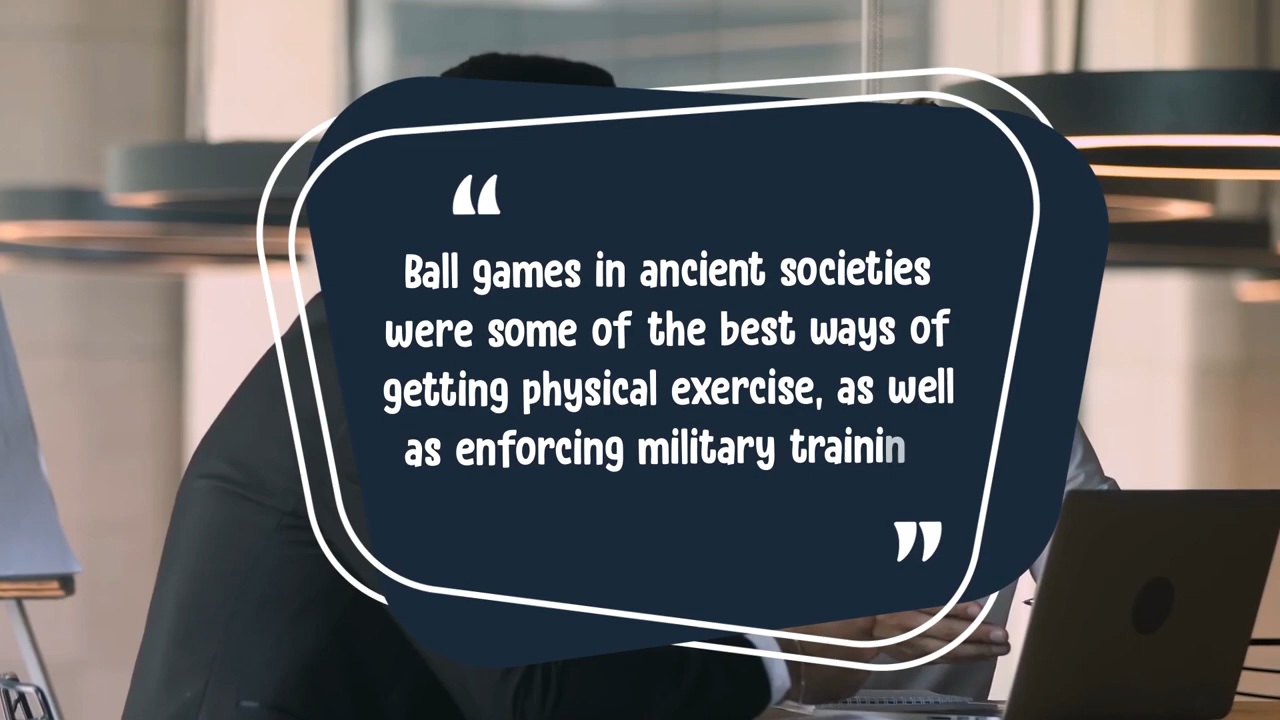 “
Ball games in ancient societies
were some of the best ways of
getting physical exercise, as well
as enforcing military trainin
”